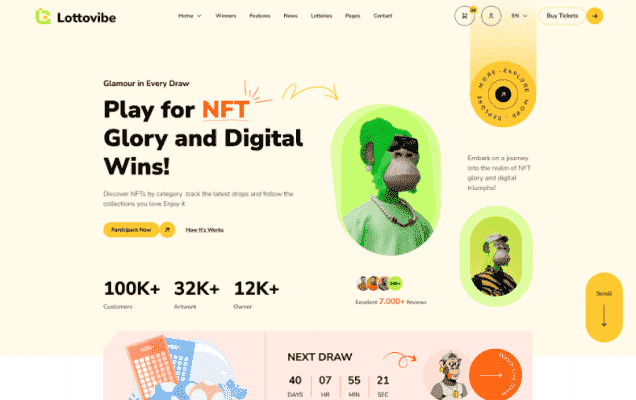 Lottovibe
Home Winners Features News Lotteries Pages Contact
EN
Buy Tickets
Glamour in Every Draw
Play for NFT
Glory and Digital
Wins!
Discover NFTs by category track the latest drops and follow the
collections you love Enjoy it
Participant Now
How It's Works
100K+ 32K+ 12K+
Customers Artwork Owner
Excellent 7.000+ Reviews
MORE · EXPLORE MORE · EXPLORE
Embark on a journey
into the realm of NFT
glory and digital
triumphs!
Scroll
NEXT DRAW
40 07 55 21
DAYS HR MIN SEC